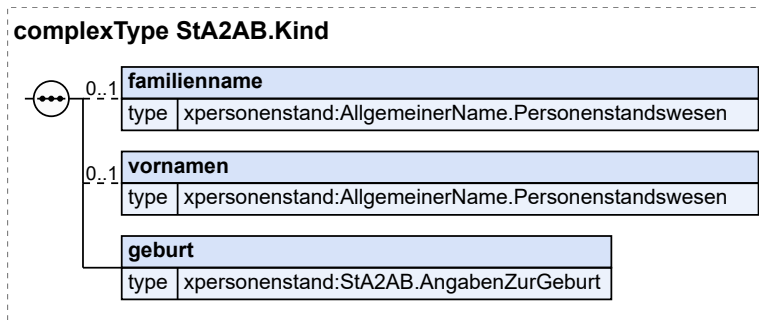 complexType StA2AB.Kind
0..1
familienname
type xpersonenstand:AllgemeinerName.Personenstandswesen
0..1
vornamen
type xpersonenstand:AllgemeinerName.Personenstandswesen
geburt
type xpersonenstand:StA2AB.AngabenZurGeburt